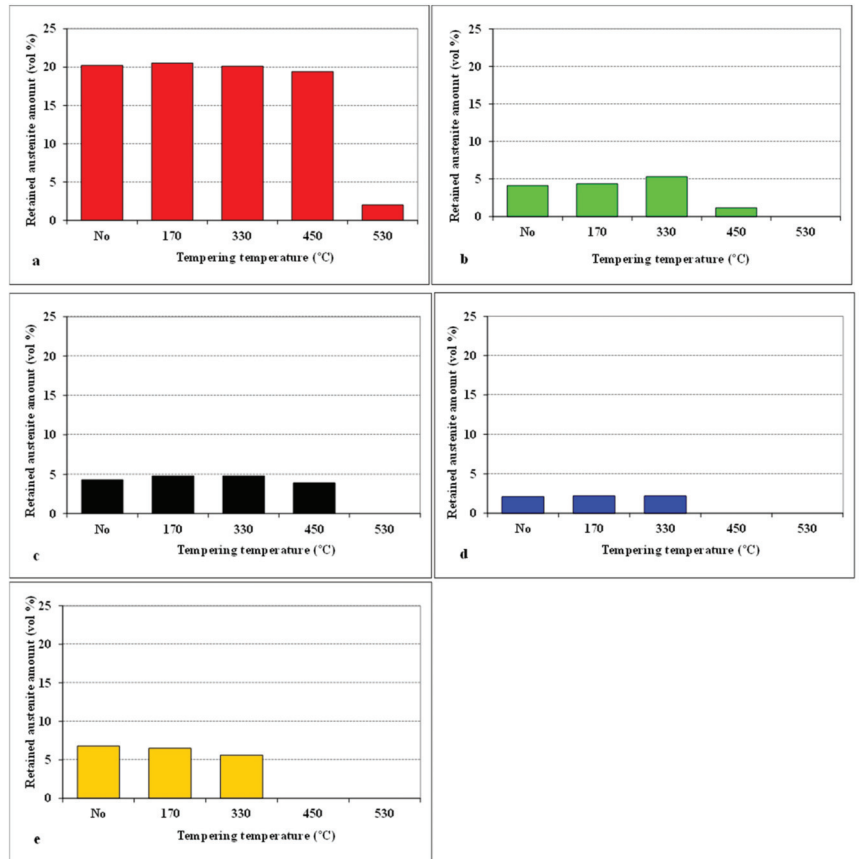 Retained austenite amount (vol %)
25
20
15
10
5
0
No 170 330 450 530
a
Tempering temperature (°C)
Retained austenite amount (vol %)
25
20
15
10
5
0
No 170 330 450 530
b
Tempering temperature (°C)
Retained austenite amount (vol %)
25
20
15
10
5
0
No 170 330 450 530
c
Tempering temperature (°C)
Retained austenite amount (vol %)
25
20
15
10
5
0
No 170 330 450 530
d
Tempering temperature (°C)
Retained austenite amount (vol %)
25
20
15
10
5
0
No 170 330 450 530
e
Tempering temperature (°C)